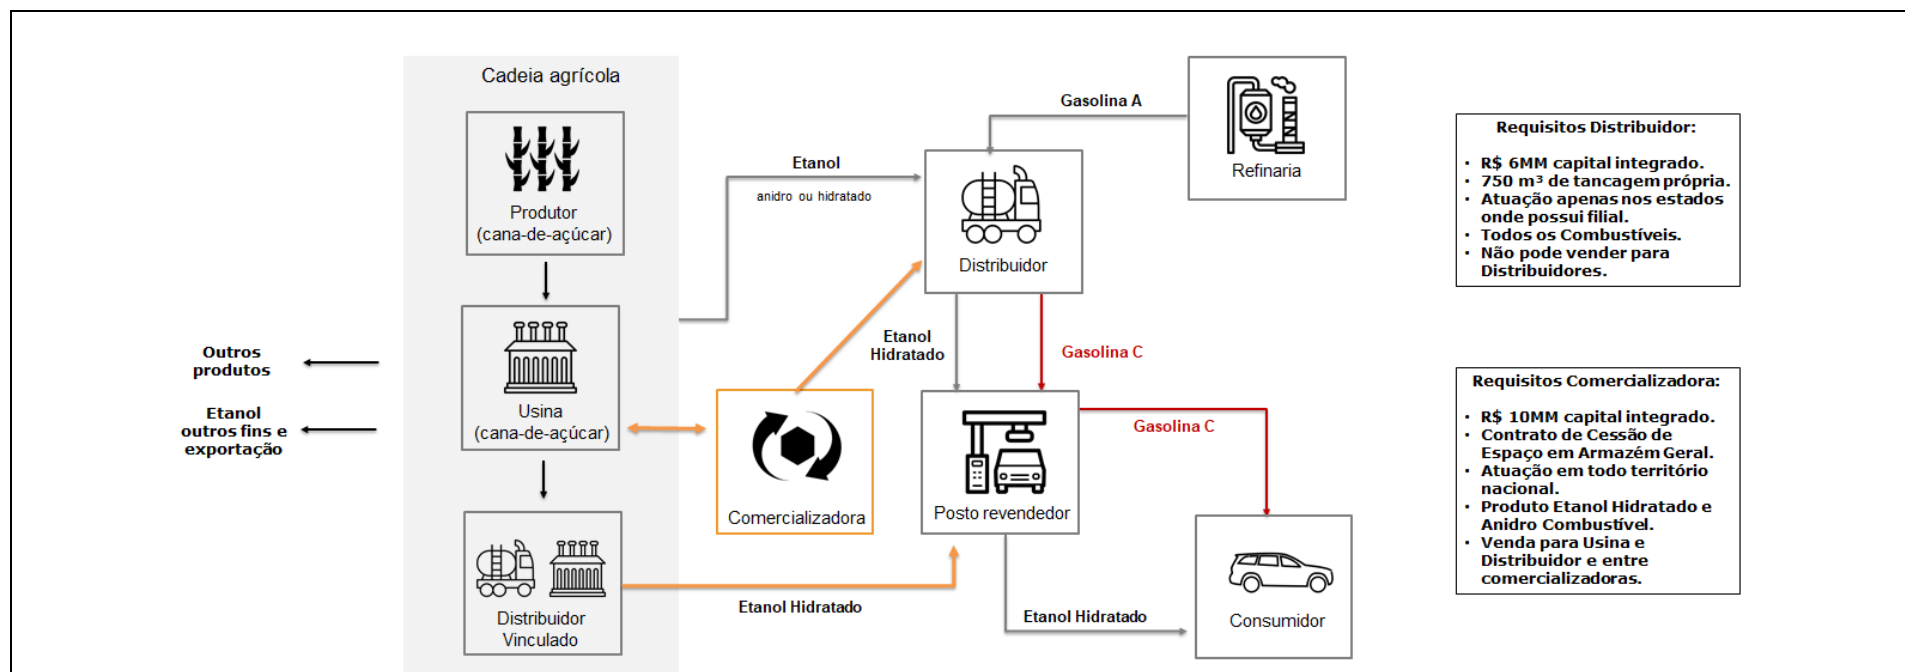 Cadeia agrícola
Produtor
(cana-de-açúcar)
Usina
(cana-de-açúcar)
Distribuidor
Vinculado
Outros
produtos
Etanol
outros fins e
exportação
Etanol
anidro ou hidratado
Gasolina A
Refinaria
Distribuidor
Etanol
Hidratado
Gasolina C
Comercializadora
Posto revendedor
Gasolina C
Etanol Hidratado
Etanol Hidratado
Consumidor
Requisitos Distribuidor:
• R$ 6MM capital integrado.
• 750 m³ de tancagem própria.
• Atuação apenas nos estados
onde possui filial.
• Todos os Combustíveis.
• Não pode vender para
Distribuidores.
Requisitos Comercializadora:
• R$ 10MM capital integrado.
• Contrato de Cessão de
Espaço em Armazém Geral.
• Atuação em todo território
nacional.
• Produto Etanol Hidratado e
Anidro Combustível.
• Venda para Usina e
Distribuidor e entre
comercializadoras.